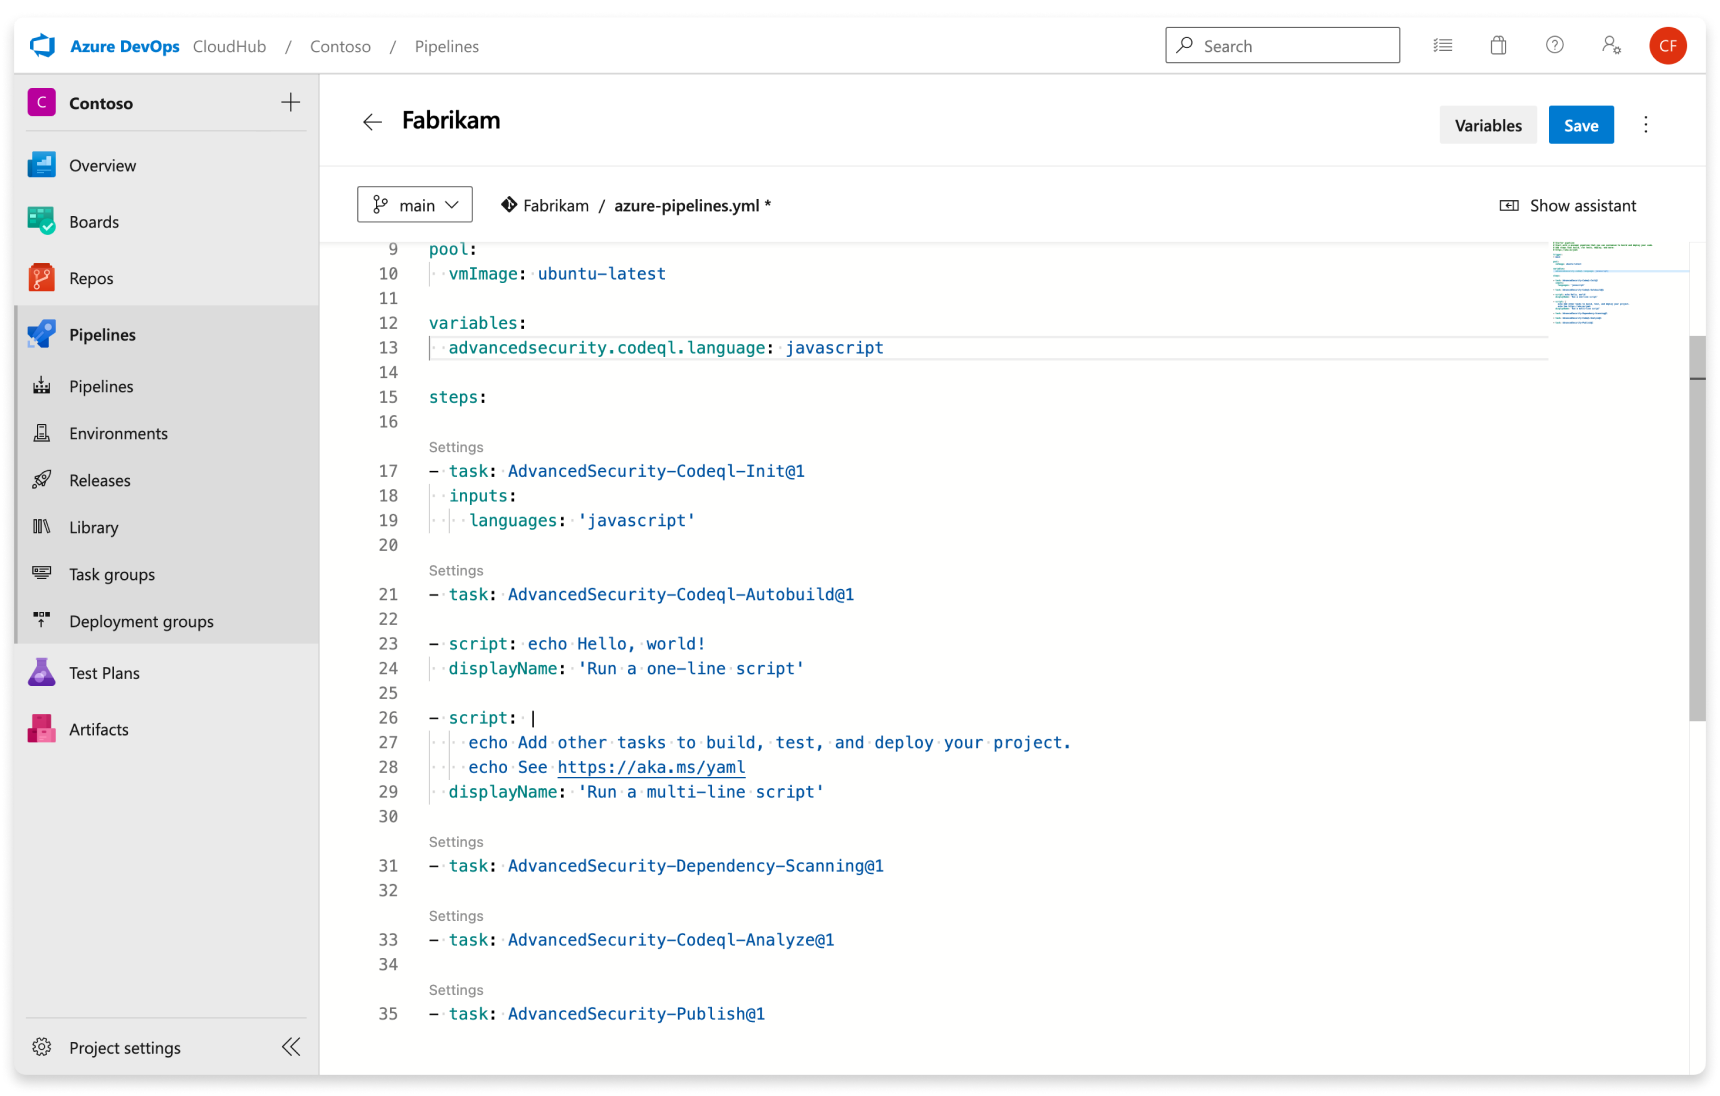 Azure DevOps CloudHub / Contoso / Pipelines
Search
CF
C Contoso
Overview
Boards
Repos
Pipelines
Pipelines
Environments
Releases
Library
Task groups
Deployment groups
Test Plans
Artifacts
Project settings
Fabrikam
Variables
Save
main
Fabrikam / azure-pipelines.yml *
Show assistant
9 pool:
10 vmImage: ubuntu-latest
11
12 variables:
13 advancedsecurity.codeql.language: javascript
14
15 steps:
16
Settings
17 - task: AdvancedSecurity-Codeql-Init@1
18 inputs:
19 languages: 'javascript'
20
Settings
21 - task: AdvancedSecurity-Codeql-Autobuild@1
22
23 - script: echo Hello, world!
24 displayName: 'Run a one-line script'
25
26 - script: |
27 echo Add other tasks to build, test, and deploy your project.
28 echo See https://aka.ms/yaml
29 displayName: 'Run a multi-line script'
30
Settings
31 - task: AdvancedSecurity-Dependency-Scanning@1
32
Settings
33 - task: AdvancedSecurity-Codeql-Analyze@1
34
Settings
35 - task: AdvancedSecurity-Publish@1